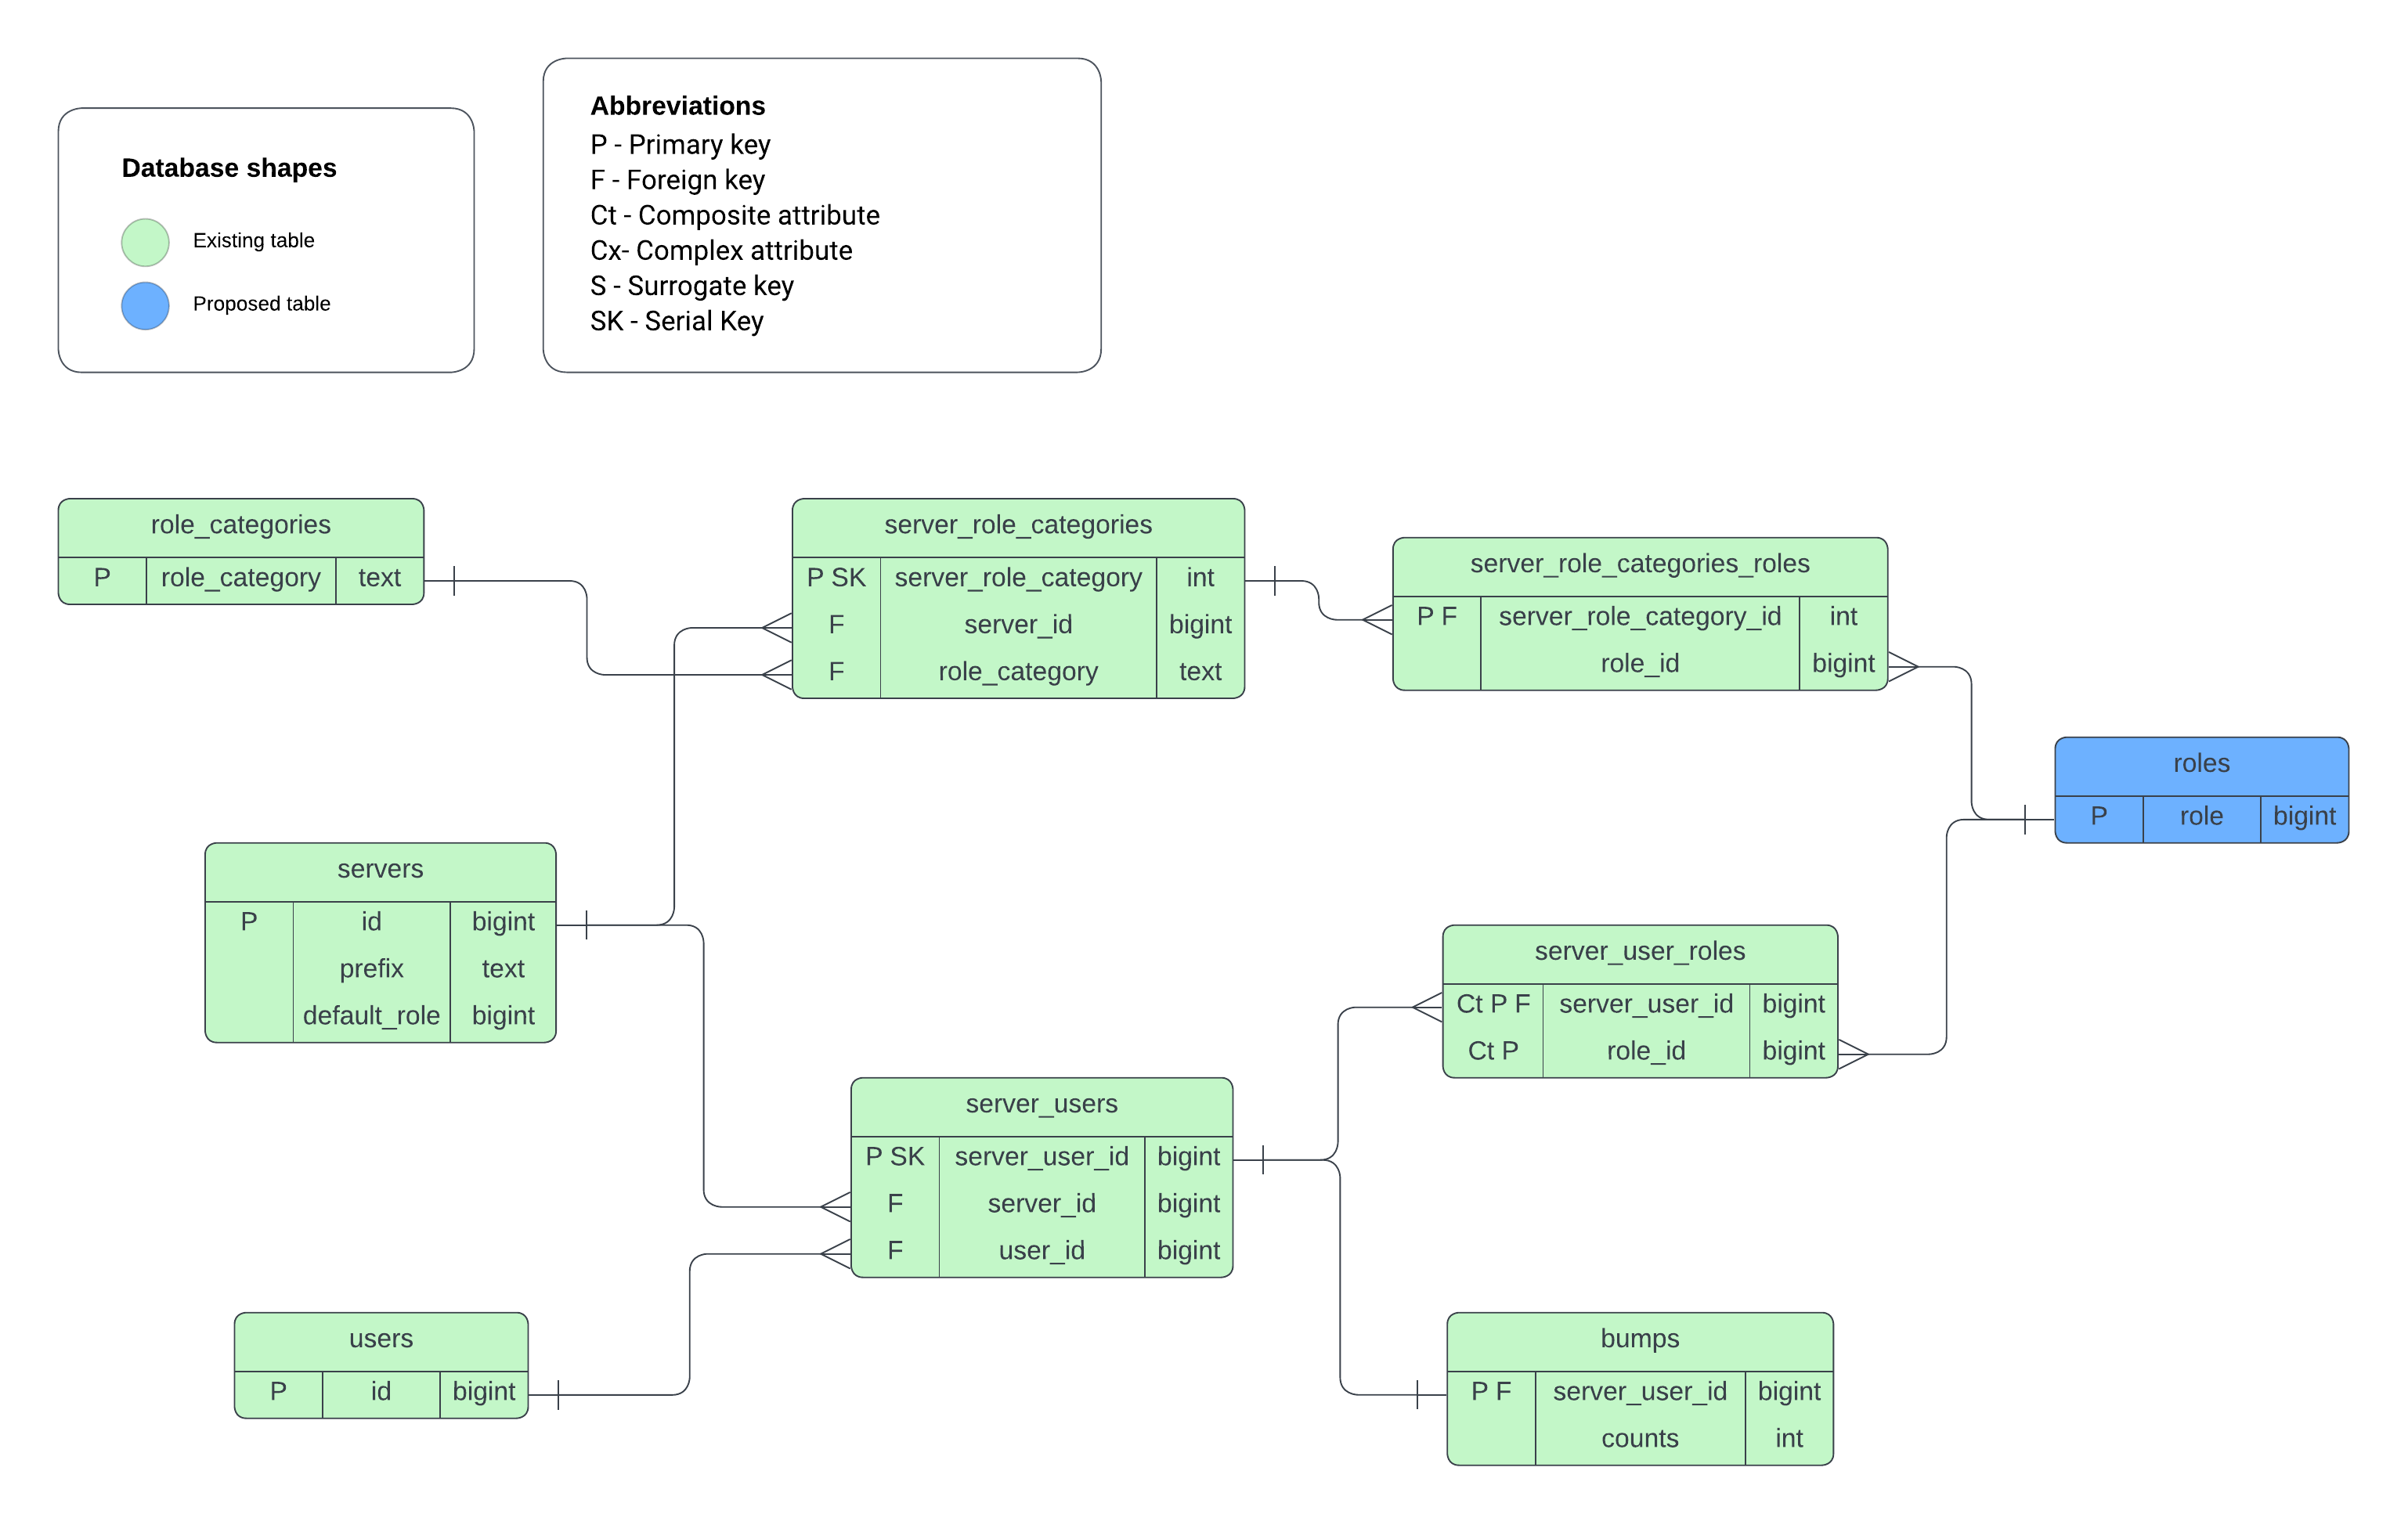 Database shapes
Existing table
Proposed table
Abbreviations
P - Primary key
F - Foreign key
Ct - Composite attribute
Cx- Complex attribute
S - Surrogate key
SK - Serial Key
role_categories
P role_category text
server_role_categories
P SK server_role_category int
F server_id bigint
F role_category text
server_role_categories_roles
P F server_role_category_id int
role_id bigint
roles
P role bigint
servers
P id bigint
prefix text
default_role bigint
server_user_roles
Ct P F server_user_id bigint
Ct P role_id bigint
server_users
P SK server_user_id bigint
F server_id bigint
F user_id bigint
users
P id bigint
bumps
P F server_user_id bigint
counts int